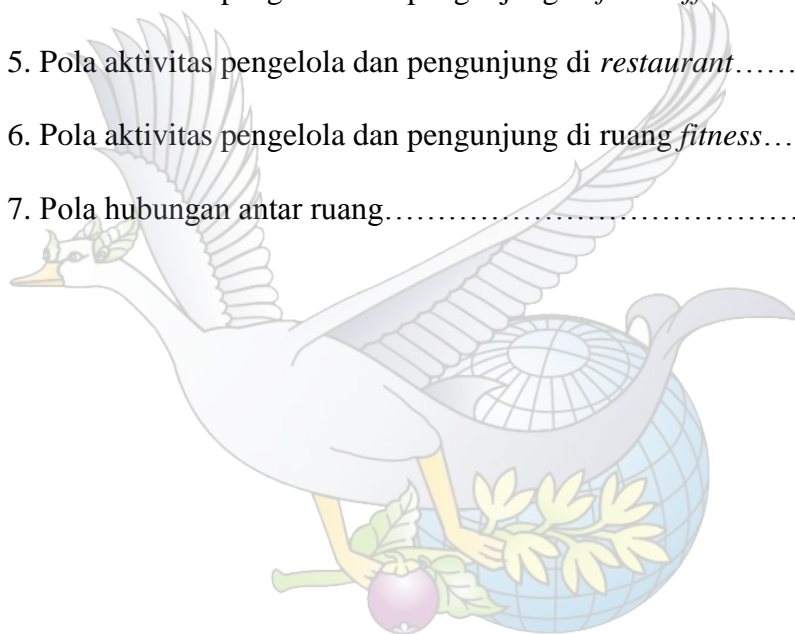 5. Pola aktivitas pengelola dan pengunjung di restaurant......
6. Pola aktivitas pengelola dan pengunjung di ruang fitness...
7. Pola hubungan antar ruang.......................................